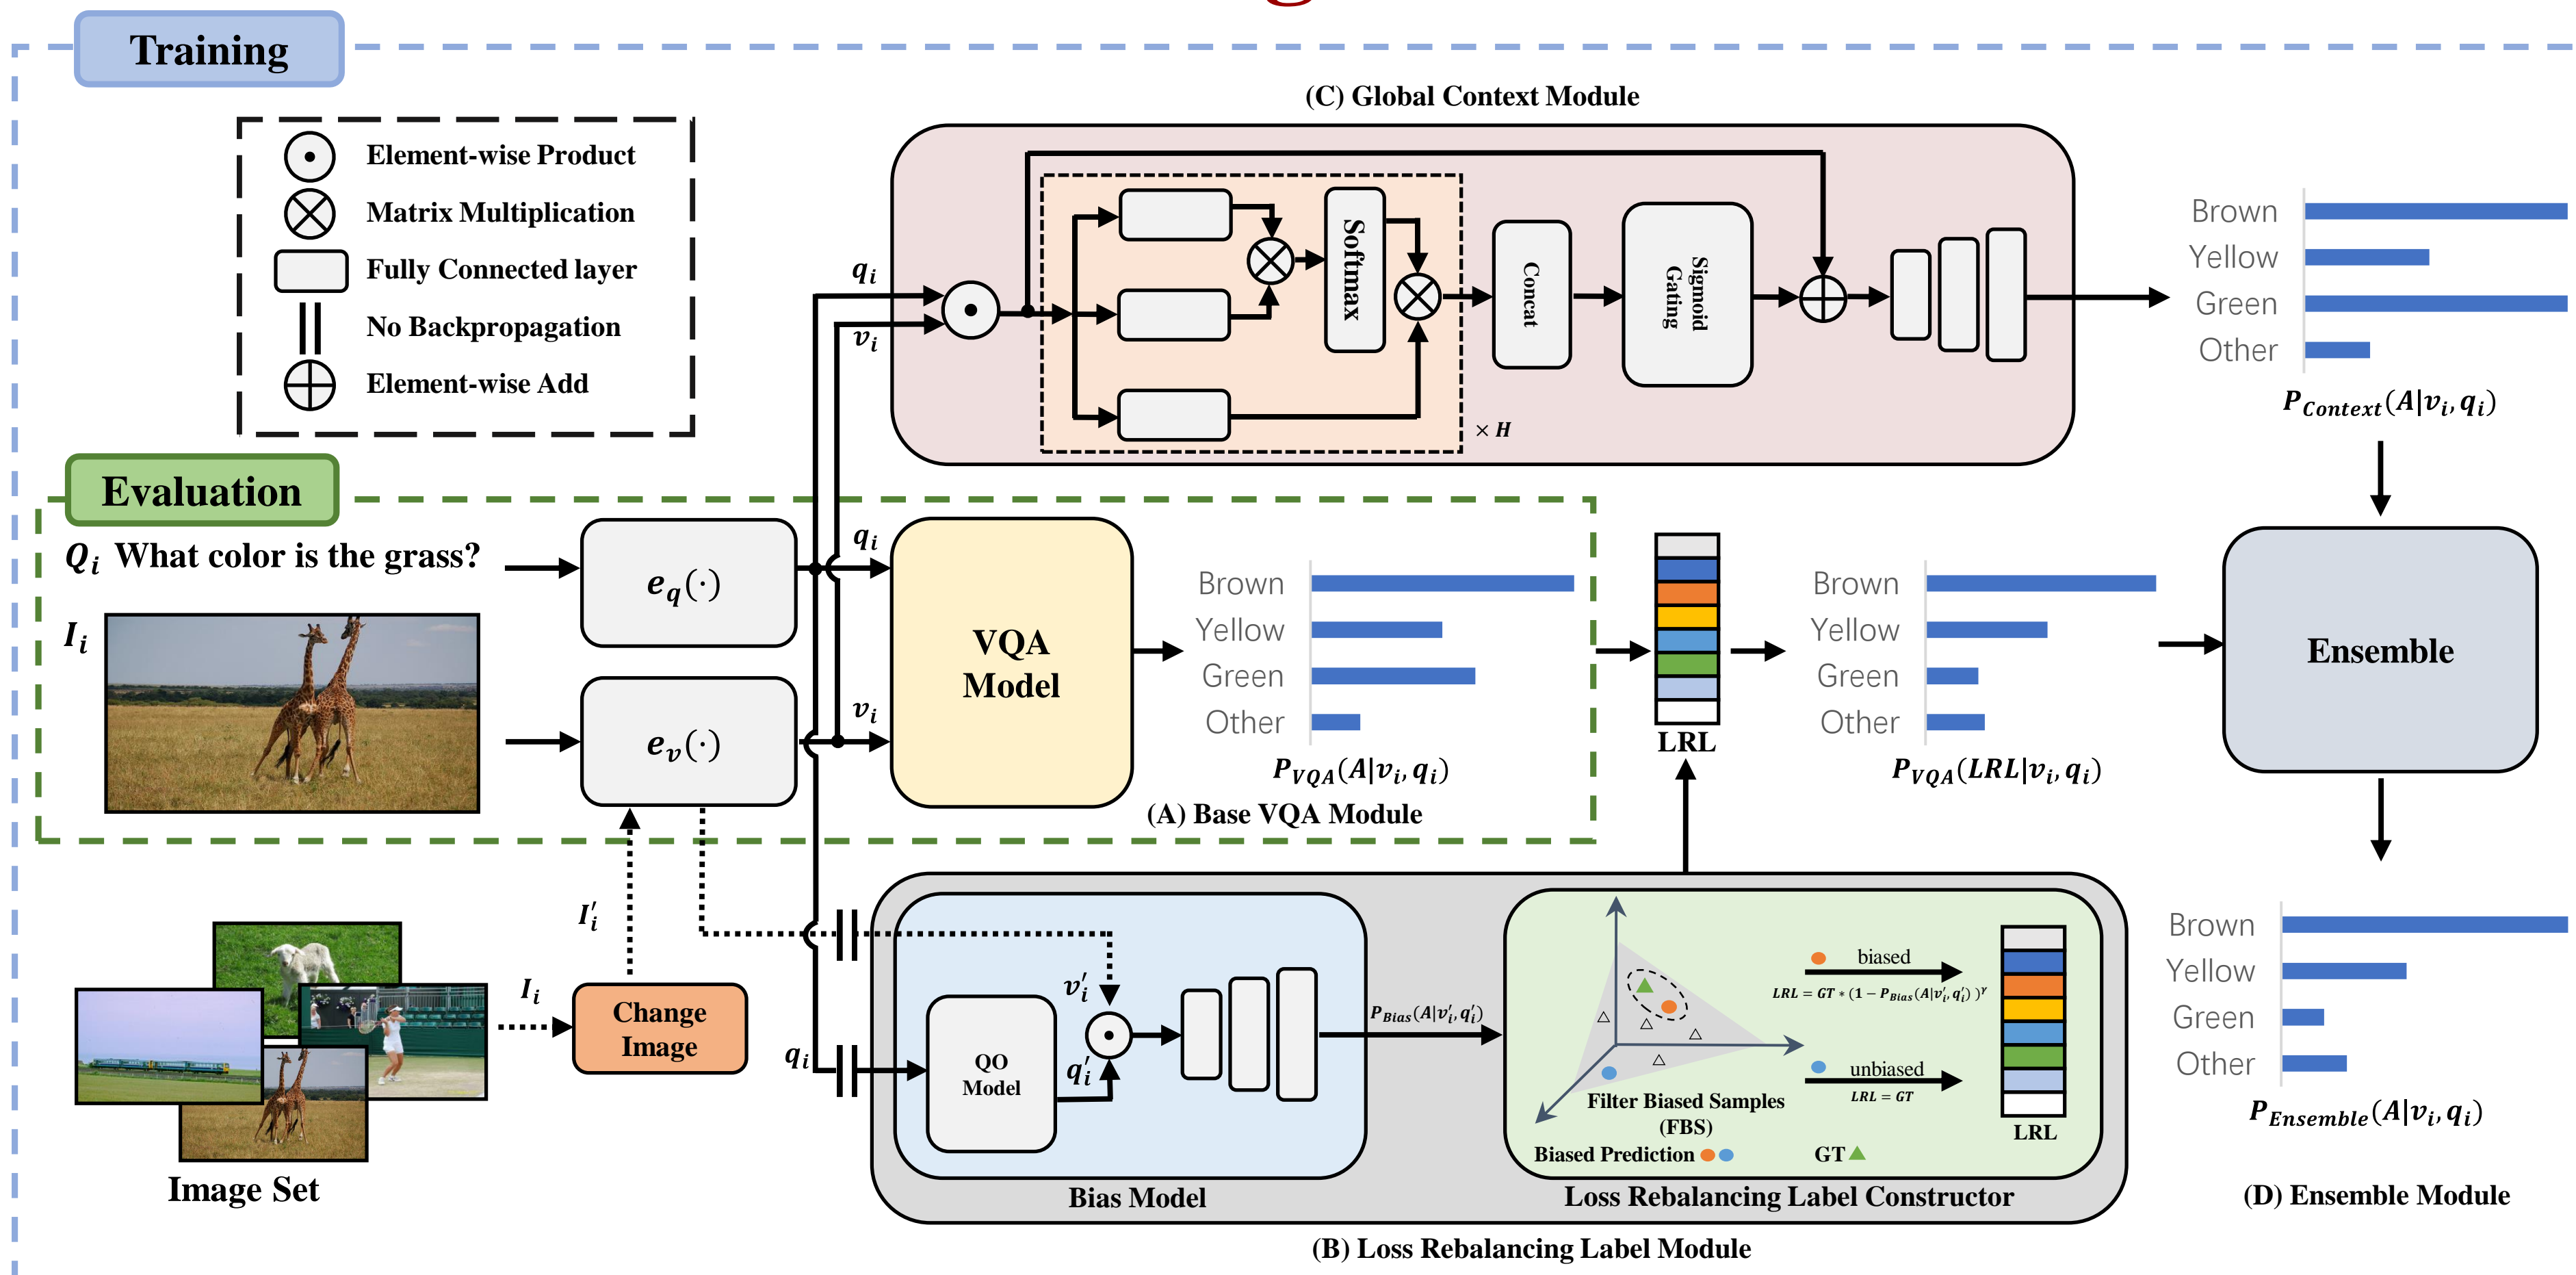 Training
(C) Global Context Module
Element-wise Product
Matrix Multiplication
Fully Connected layer
No Backpropagation
Element-wise Add
q_i
v_i
Softmax
Concat
Sigmoid
Gating
× H
Brown
Yellow
Green
Other
P_Context(A|v_i, q_i)
Evaluation
Q_i What color is the grass?
I_i
e_q(·)
e_v(·)
q_i
v_i
VQA
Model
Brown
Yellow
Green
Other
P_VQA(A|v_i, q_i)
(A) Base VQA Module
LRL
Brown
Yellow
Green
Other
P_VQA(LRL|v_i, q_i)
Ensemble
I'_i
I_i
Change
Image
Image Set
q_i
QO
Model
v'_i
q'_i
Bias Model
P_Bias(A|v'_i, q'_i)
biased
LRL = GT * (1 − P_Bias(A|v'_i, q'_i) )^γ
unbiased
LRL = GT
Filter Biased Samples
(FBS)
Biased Prediction
GT
LRL
Loss Rebalancing Label Constructor
(B) Loss Rebalancing Label Module
Brown
Yellow
Green
Other
P_Ensemble(A|v_i, q_i)
(D) Ensemble Module